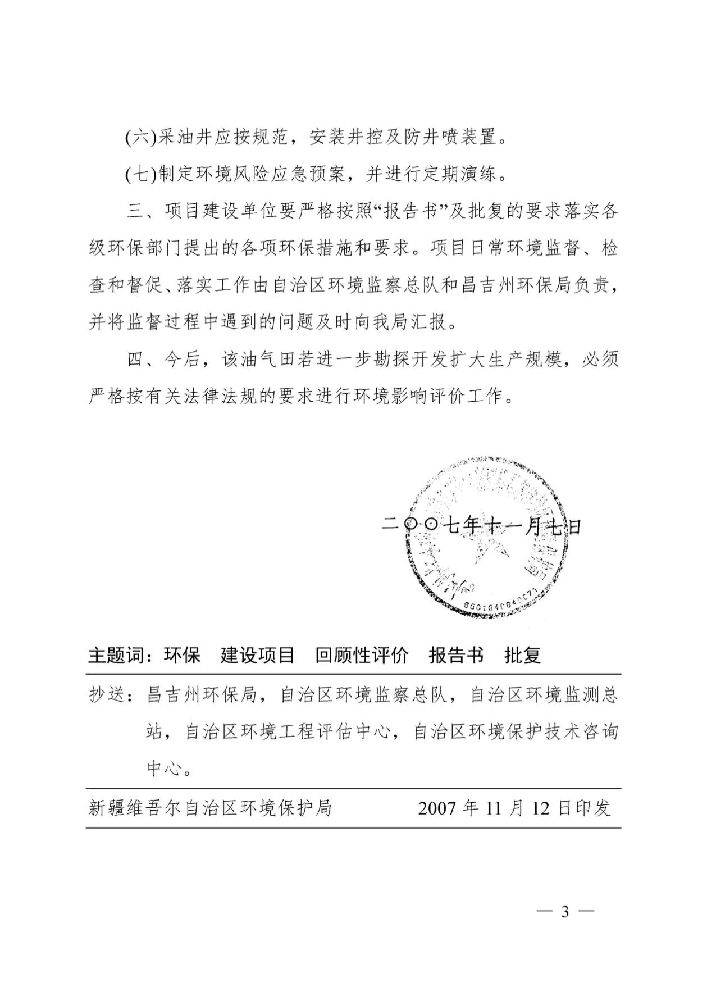 (六)采油井应按规范，安装井控及防井喷装置。
(七)制定环境风险应急预案，并进行定期演练。
三、项目建设单位要严格按照“报告书”及批复的要求落实各
级环保部门提出的各项环保措施和要求。项目日常环境监督、检
查和督促、落实工作由自治区环境监察总队和昌吉州环保局负责，
并将监督过程中遇到的问题及时向我局汇报。
四、今后，该油气田若进一步勘探开发扩大生产规模，必须
严格按有关法律法规的要求进行环境影响评价工作。
二〇〇七年十一月七日
主题词：环保　建设项目　回顾性评价　报告书　批复
抄送：昌吉州环保局，自治区环境监察总队，自治区环境监测总
站，自治区环境工程评估中心，自治区环境保护技术咨询
中心。
新疆维吾尔自治区环境保护局　2007 年 11 月 12 日印发
— 3 —